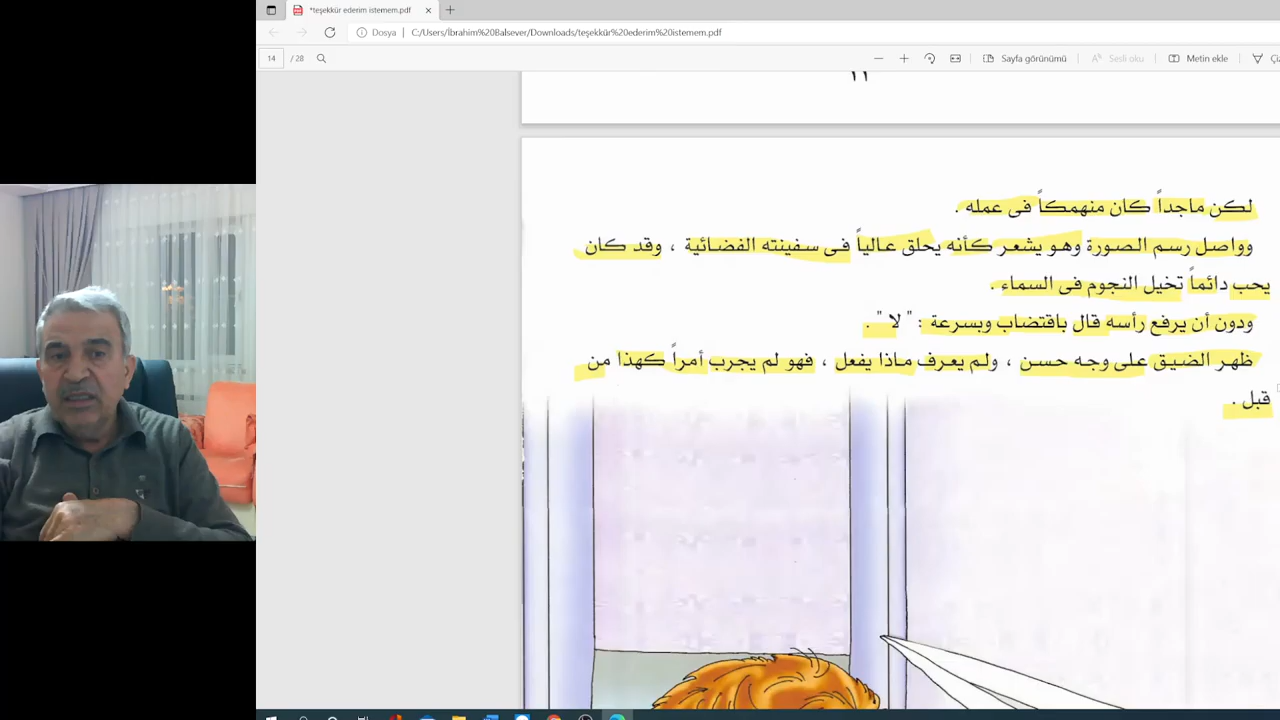 *teşekkür ederim istemem.pdf
Dosya
C:/Users/İbrahim%20Balsever/Downloads/teşekkür%20ederim%20istemem.pdf
14 / 28
Sayfa görünümü
Sesli oku
Metin ekle
لكن ماجداً كان منهمكاً فى عمله .
وواصل رسم الصورة وهو يشعر كأنه يحلق عالياً فى سفينته الفضائية ، وقد كان
يحب دائماً تخيل النجوم فى السماء .
ودون أن يرفع رأسه قال باقتضاب وبسرعة : " لا " .
ظهر الضيق على وجه حسن ، ولم يعرف ماذا يفعل ، فهو لم يجرب أمراً كهذا من
قبل .